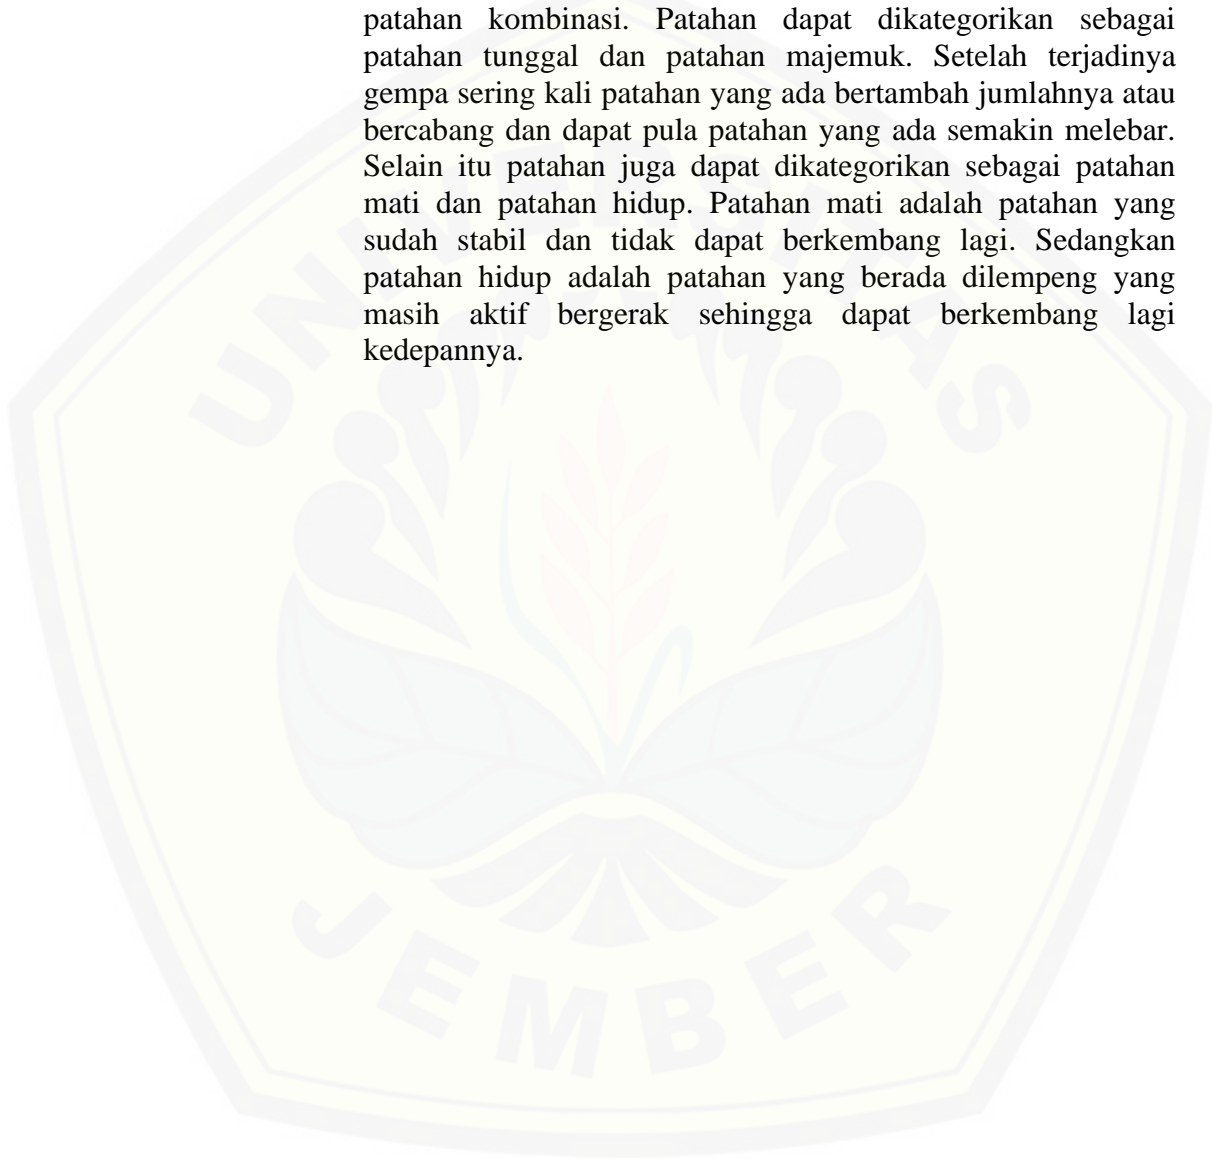 patahan kombinasi. Patahan dapat dikategorikan sebagai
patahan tunggal dan patahan majemuk. Setelah terjadinya
gempa sering kali patahan yang ada bertambah jumlahnya atau
bercabang dan dapat pula patahan yang ada semakin melebar.
Selain itu patahan juga dapat dikategorikan sebagai patahan
mati dan patahan hidup. Patahan mati adalah patahan yang
sudah stabil dan tidak dapat berkembang lagi. Sedangkan
patahan hidup adalah patahan yang berada dilempeng yang
masih aktif bergerak sehingga dapat berkembang lagi
kedepannya.
UNIVERSITAS
JEMBER